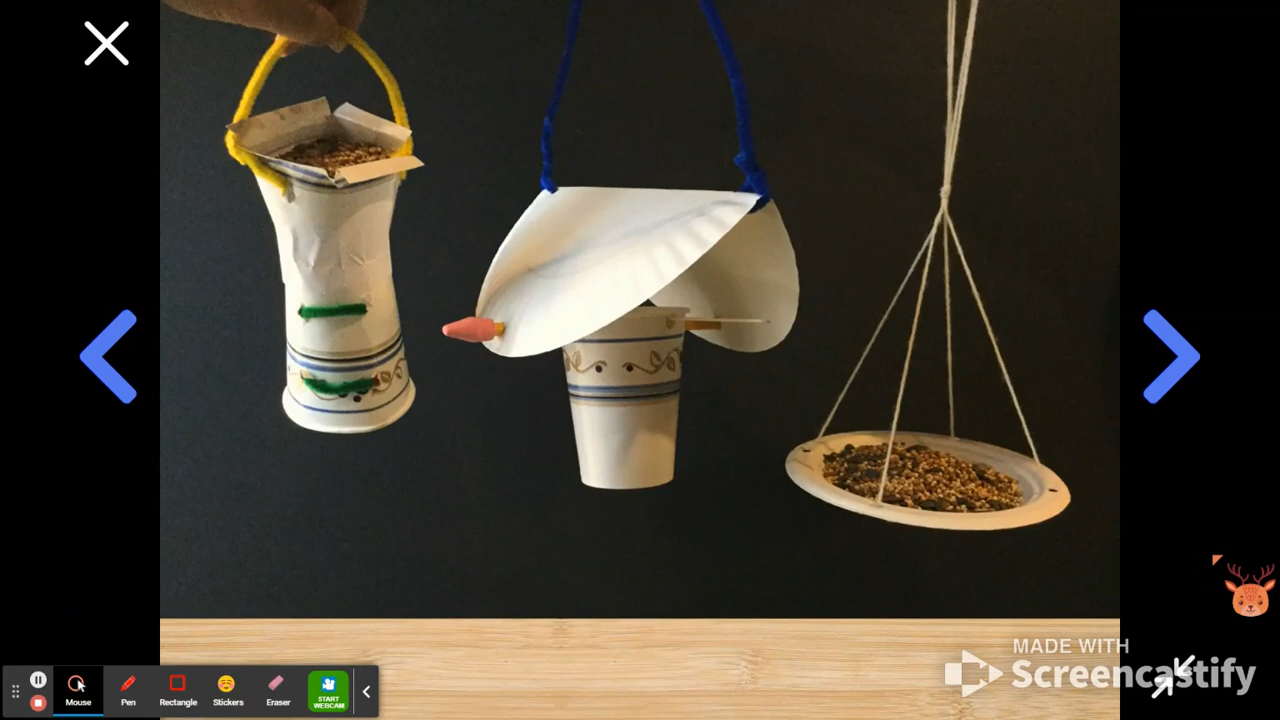 MADE WITH
Screencastify
Mouse
Pen
Rectangle
Stickers
Eraser
START
WEBCAM